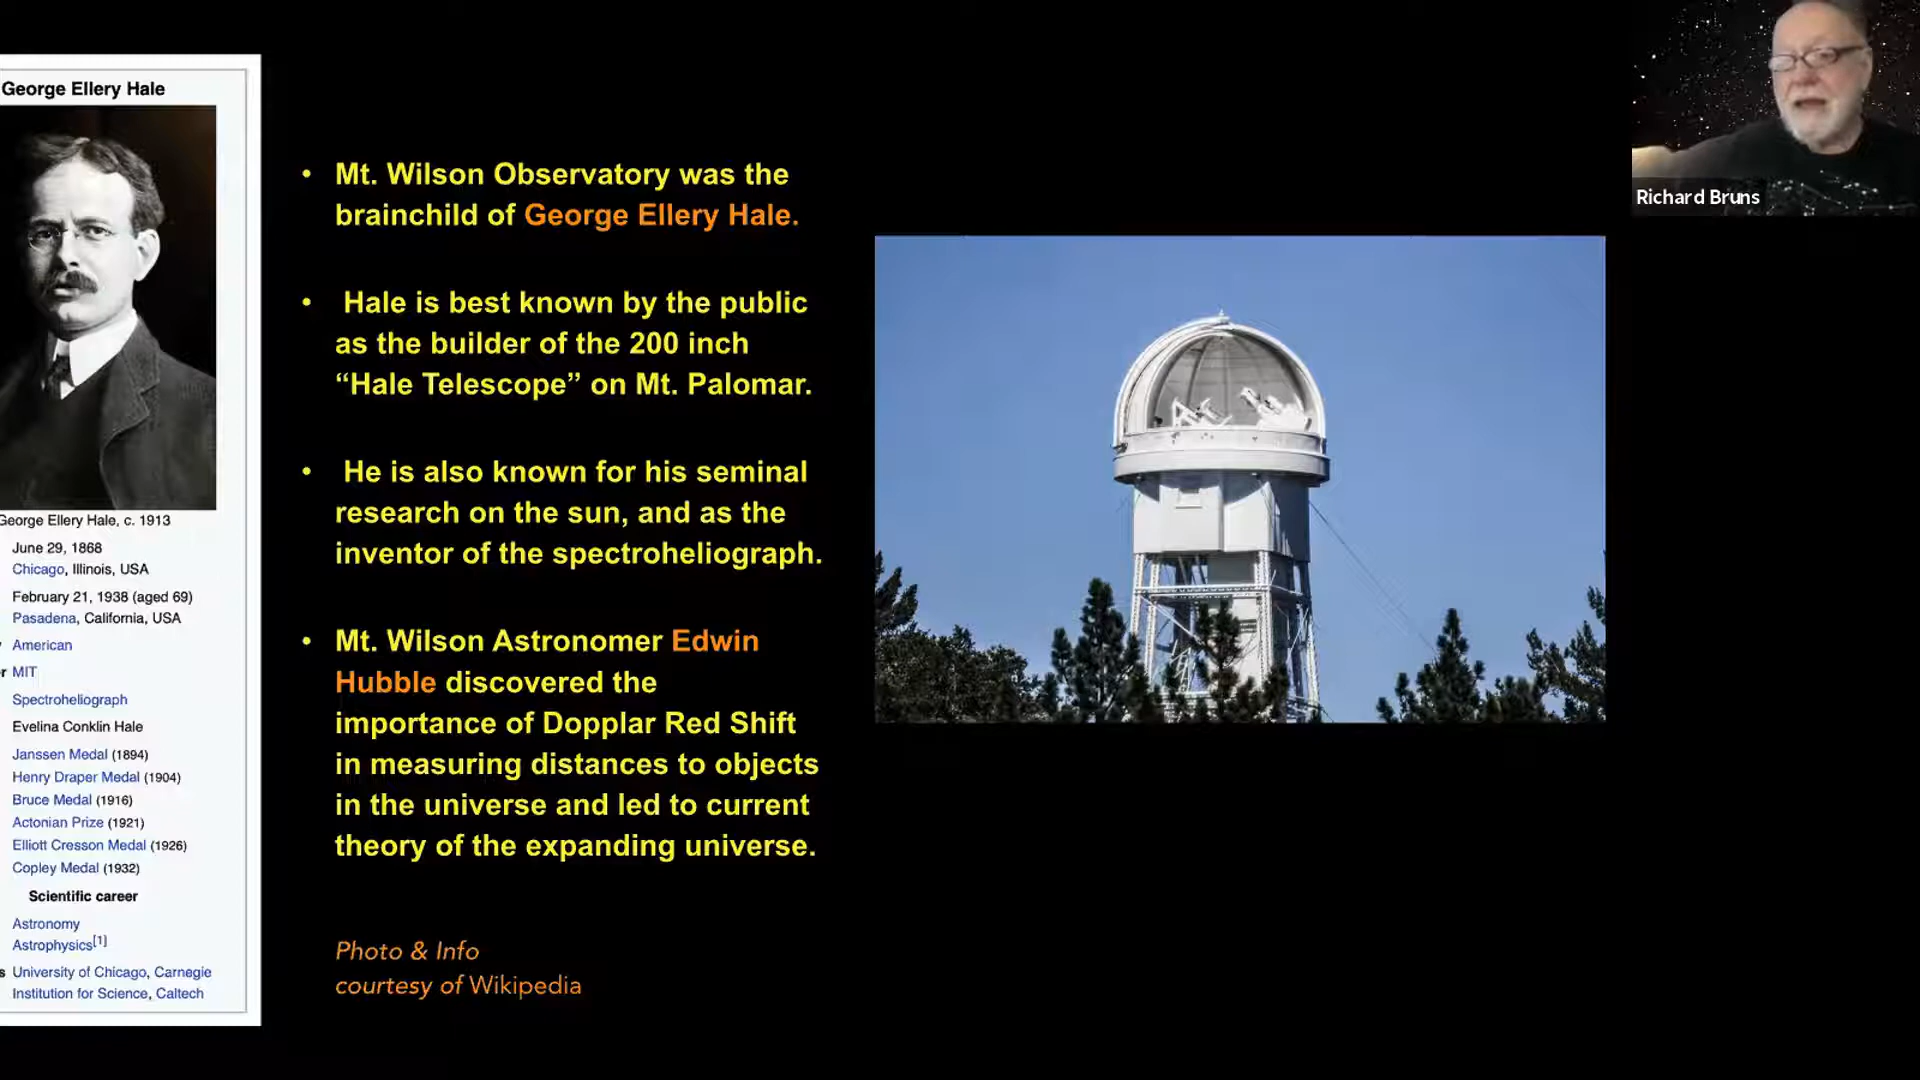 George Ellery Hale
George Ellery Hale, c. 1913
June 29, 1868
Chicago, Illinois, USA
February 21, 1938 (aged 69)
Pasadena, California, USA
American
MIT
Spectroheliograph
Evelina Conklin Hale
Janssen Medal (1894)
Henry Draper Medal (1904)
Bruce Medal (1916)
Actonian Prize (1921)
Elliott Cresson Medal (1926)
Copley Medal (1932)
Scientific career
Astronomy
Astrophysics[1]
University of Chicago, Carnegie
Institution for Science, Caltech
• Mt. Wilson Observatory was the
brainchild of George Ellery Hale.
• Hale is best known by the public
as the builder of the 200 inch
“Hale Telescope” on Mt. Palomar.
• He is also known for his seminal
research on the sun, and as the
inventor of the spectroheliograph.
• Mt. Wilson Astronomer Edwin
Hubble discovered the
importance of Dopplar Red Shift
in measuring distances to objects
in the universe and led to current
theory of the expanding universe.
Photo & Info
courtesy of Wikipedia
Richard Bruns